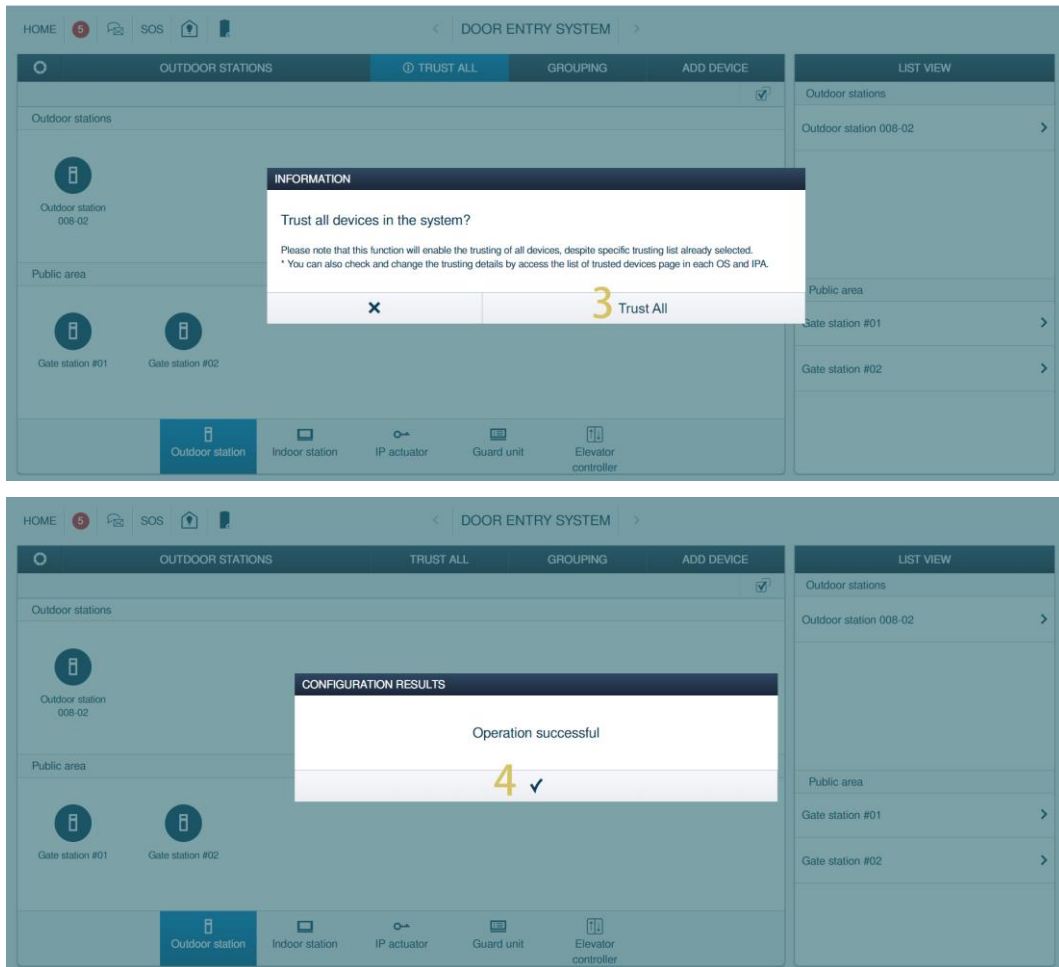 HOME 5 SOS < DOOR ENTRY SYSTEM >
OUTDOOR STATIONS TRUST ALL GROUPING ADD DEVICE LIST VIEW
Outdoor stations
Outdoor stations
Outdoor station 008-02
Outdoor station
008-02
INFORMATION
Trust all devices in the system?
Please note that this function will enable the trusting of all devices, despite specific trusting list already selected.
* You can also check and change the trusting details by access the list of trusted devices page in each OS and IPA.
3 Trust All
Public area
Public area
Gate station #01
Gate station #02
Gate station #01 Gate station #02
Outdoor station Indoor station IP actuator Guard unit Elevator
controller
HOME 5 SOS < DOOR ENTRY SYSTEM >
OUTDOOR STATIONS TRUST ALL GROUPING ADD DEVICE LIST VIEW
Outdoor stations
Outdoor stations
Outdoor station 008-02
Outdoor station
008-02
CONFIGURATION RESULTS
Operation successful
4
Public area
Public area
Gate station #01
Gate station #02
Gate station #01 Gate station #02
Outdoor station Indoor station IP actuator Guard unit Elevator
controller